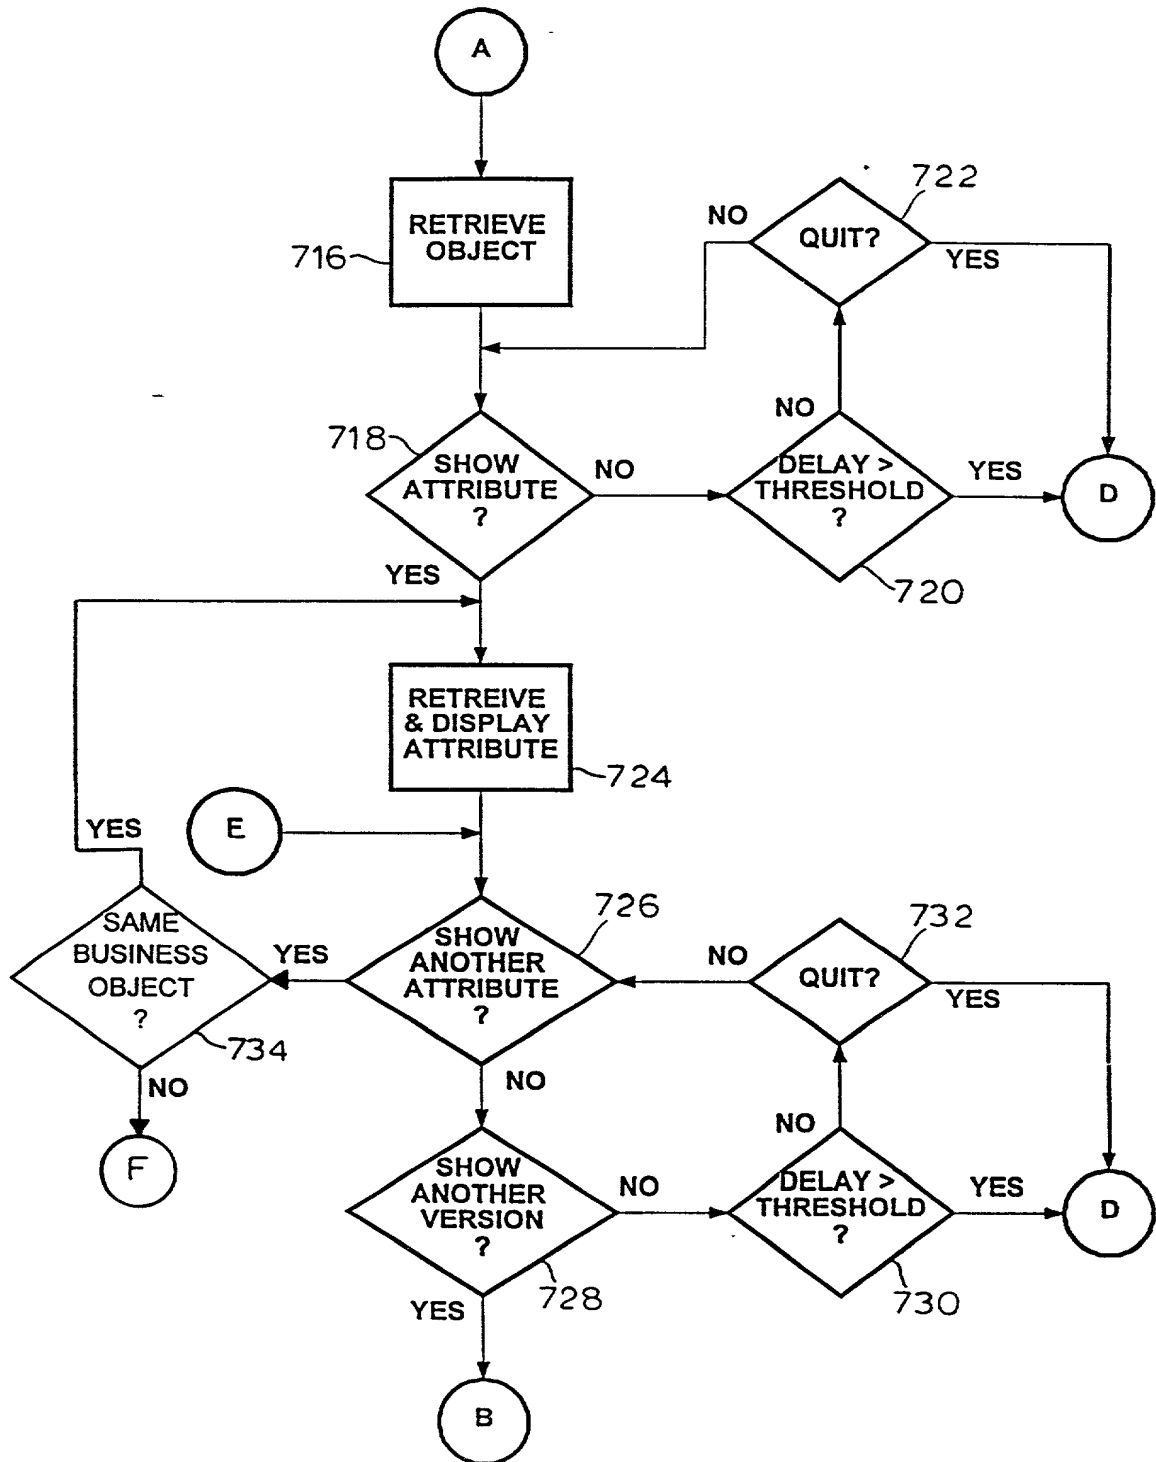 A
RETRIEVE
OBJECT
716
722
QUIT?
NO
YES
718
SHOW
ATTRIBUTE
?
NO
YES
DELAY >
THRESHOLD
?
NO
YES
720
D
RETREIVE
& DISPLAY
ATTRIBUTE
724
E
YES
SAME
BUSINESS
OBJECT
?
734
NO
F
YES
726
SHOW
ANOTHER
ATTRIBUTE
?
NO
732
QUIT?
NO
YES
SHOW
ANOTHER
VERSION
?
728
NO
YES
DELAY >
THRESHOLD
?
NO
YES
730
D
B